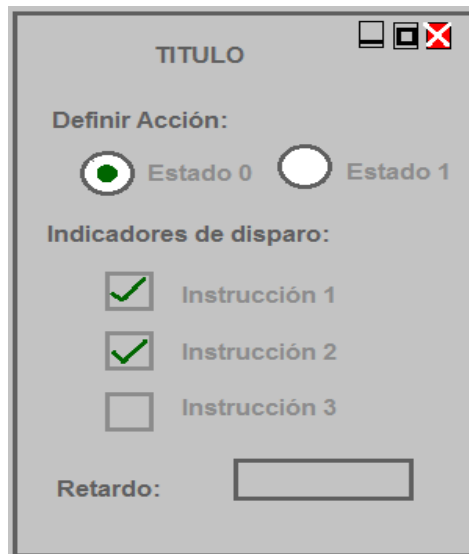 TITULO
Definir Acción:
Estado 0 Estado 1
Indicadores de disparo:
Instrucción 1
Instrucción 2
Instrucción 3
Retardo: